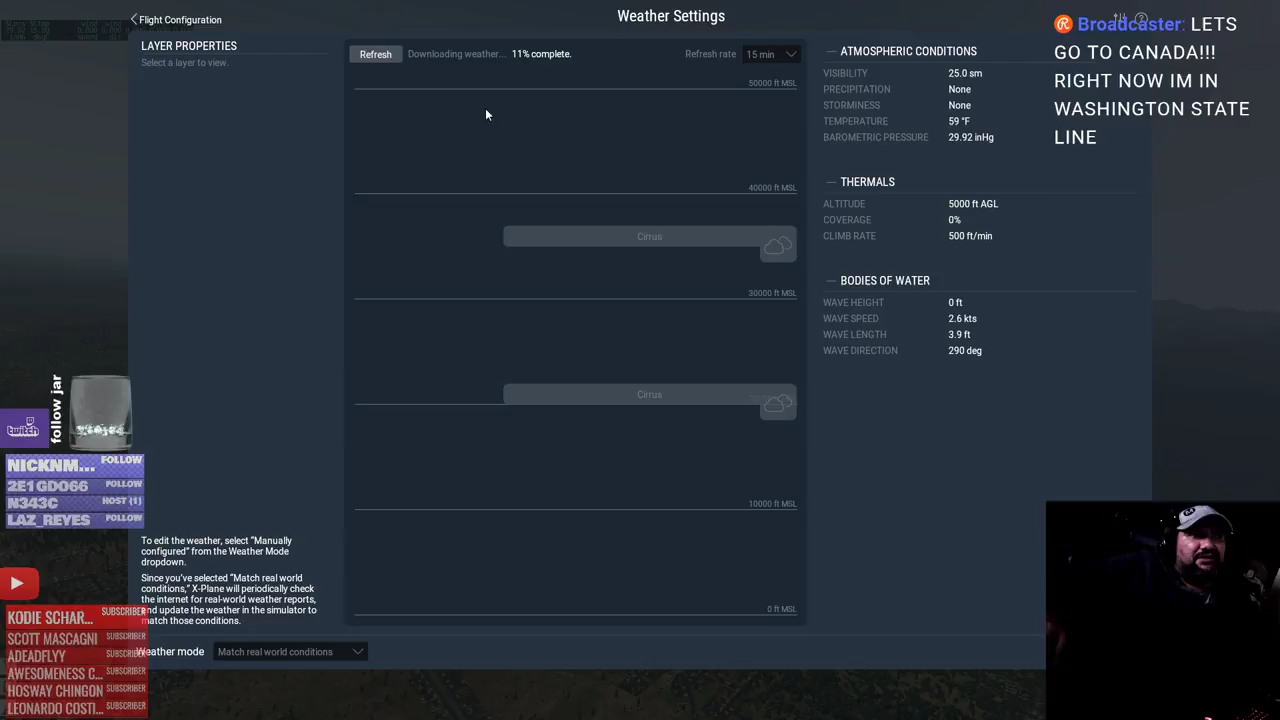 Flight Configuration
Weather Settings
LAYER PROPERTIES
Select a layer to view.
Refresh
Downloading weather... 11% complete.
Refresh rate
15 min
50000 ft MSL
40000 ft MSL
Cirrus
30000 ft MSL
Cirrus
10000 ft MSL
0 ft MSL
ATMOSPHERIC CONDITIONS
VISIBILITY 25.0 sm
PRECIPITATION None
STORMINESS None
TEMPERATURE 59 °F
BAROMETRIC PRESSURE 29.92 inHg
THERMALS
ALTITUDE 5000 ft AGL
COVERAGE 0%
CLIMB RATE 500 ft/min
BODIES OF WATER
WAVE HEIGHT 0 ft
WAVE SPEED 2.6 kts
WAVE LENGTH 3.9 ft
WAVE DIRECTION 290 deg
Broadcaster: LETS
GO TO CANADA!!!
RIGHT NOW IM IN
WASHINGTON STATE
LINE
follow jar
twitch
NICKNM... FOLLOW
2E1GDO66 FOLLOW
N343C HOST (1)
LAZ_REYES FOLLOW
To edit the weather, select “Manually
configured” from the Weather Mode
dropdown.
Since you’ve selected “Match real world
conditions,” X-Plane will periodically check
the internet for real-world weather reports,
and update the weather in the simulator to
match those conditions.
KODIE SCHAR... SUBSCRIBER
SCOTT MASCAGNI SUBSCRIBER
ADEADFLYY SUBSCRIBER
AWESOMENESS C... SUBSCRIBER
HOSWAY CHINGON SUBSCRIBER
LEONARDO COSTI... SUBSCRIBER
Weather mode
Match real world conditions